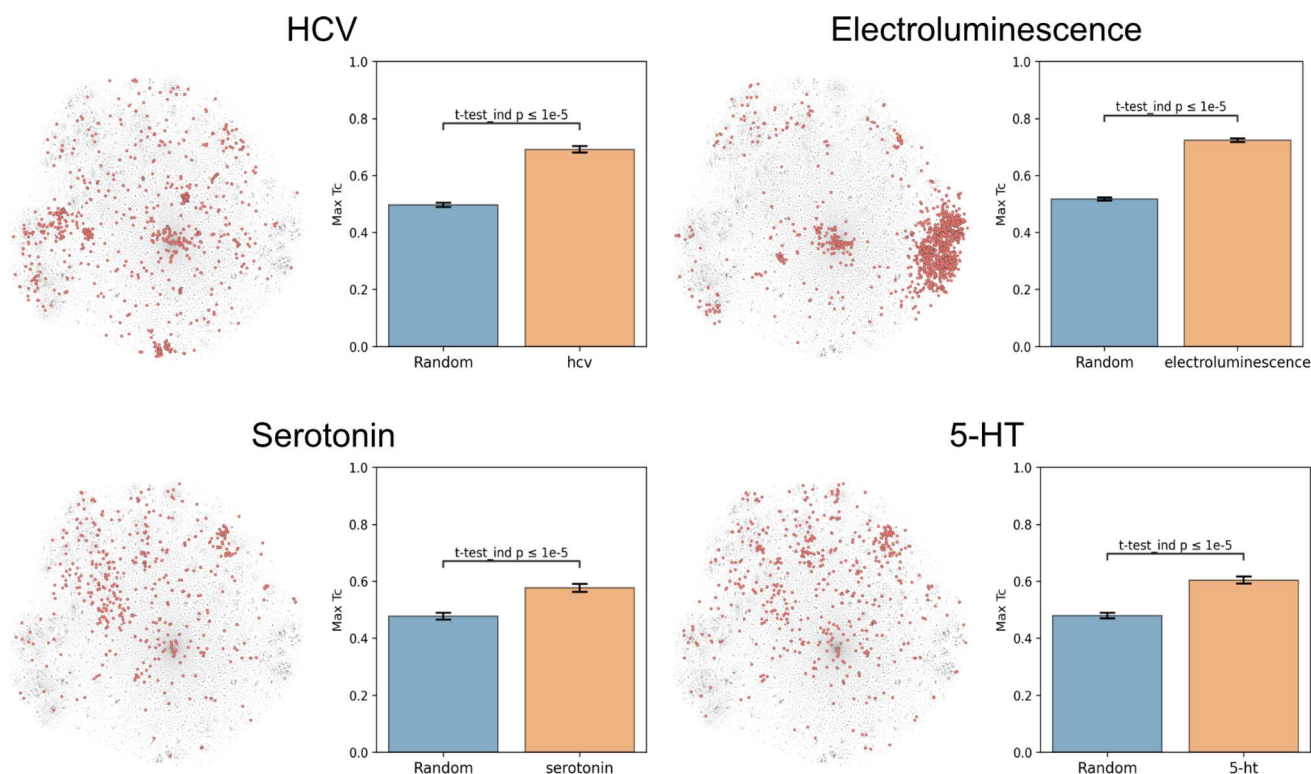 HCV
1.0
0.8
0.6
0.4
0.2
0.0
Max Tc
t-test_ind p ≤ 1e-5
Random
hcv
Electroluminescence
1.0
0.8
0.6
0.4
0.2
0.0
Max Tc
t-test_ind p ≤ 1e-5
Random
electroluminescence
Serotonin
1.0
0.8
0.6
0.4
0.2
0.0
Max Tc
t-test_ind p ≤ 1e-5
Random
serotonin
5-HT
1.0
0.8
0.6
0.4
0.2
0.0
Max Tc
t-test_ind p ≤ 1e-5
Random
5-ht